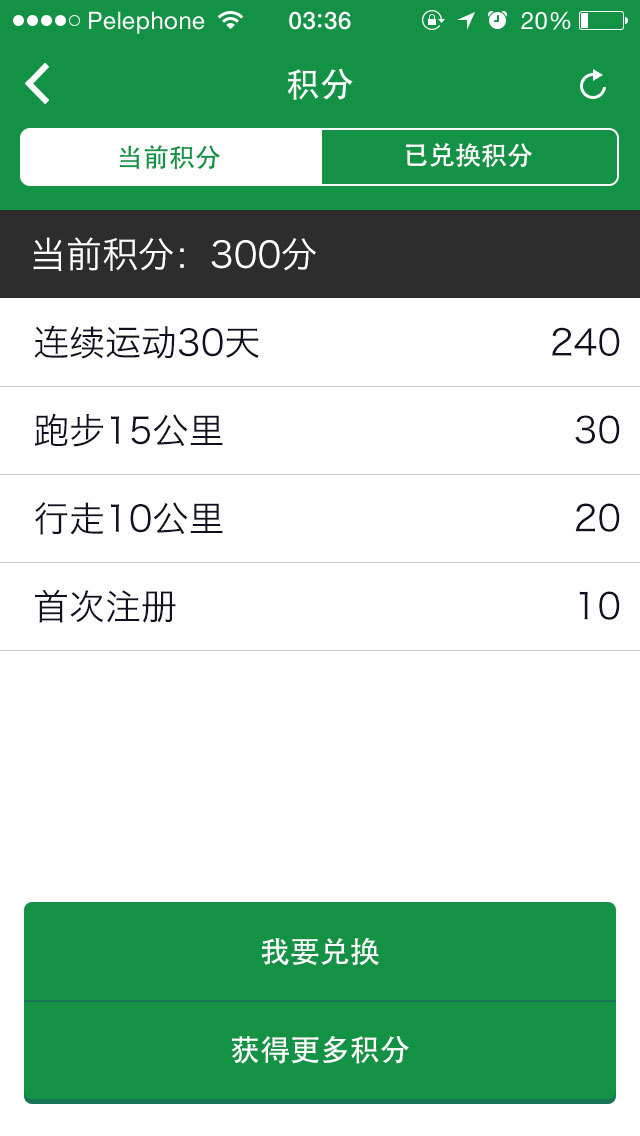 Pelephone 03:36 20%
积分
当前积分 已兑换积分
当前积分：300分
连续运动30天 240
跑步15公里 30
行走10公里 20
首次注册 10
我要兑换
获得更多积分